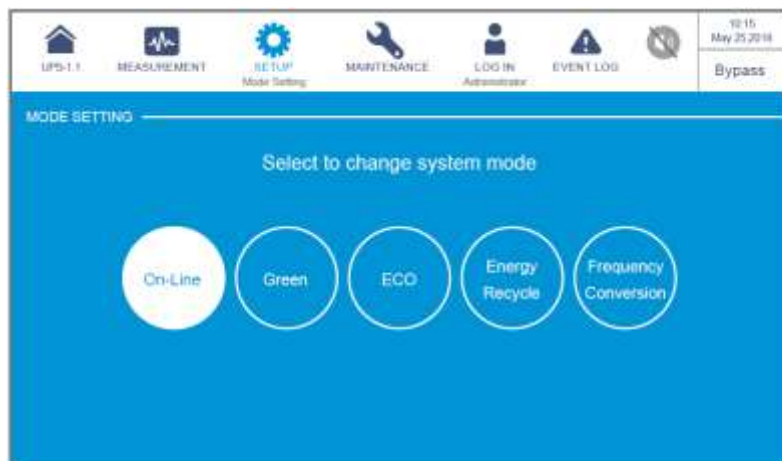 10:15
May 25,2018
UPS-1.1
MEASUREMENT
SETUP
Mode Setting
MAINTENANCE
LOG IN
Administrator
EVENT LOG
Bypass
MODE SETTING
Select to change system mode
On-Line
Green
ECO
Energy
Recycle
Frequency
Conversion